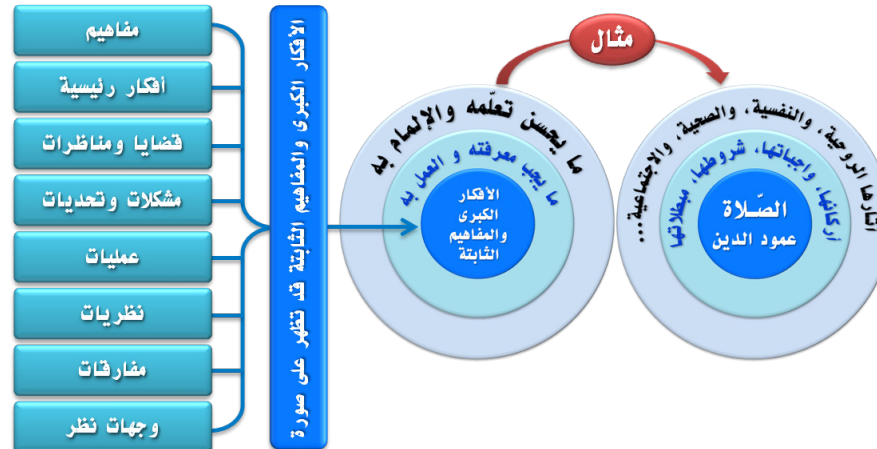 مثال
مفاهيم
أفكار رئيسية
قضايا ومناظرات
مشكلات وتحديات
عمليات
نظريات
مفارقات
وجهات نظر
الأفكار الكبرى والمفاهيم الثابتة قد تظهر على صورة
ما يحسن تعلّمه والإلمام به
ما يجب معرفته و العمل به
الأفكار
الكبرى
والمفاهيم
الثابتة
آثارها الروحية، والنفسية، والصحية، والاجتماعية...
أركانها، واجباتها، شروطها، مبطلاتها
الصّلاة
عمود الدين